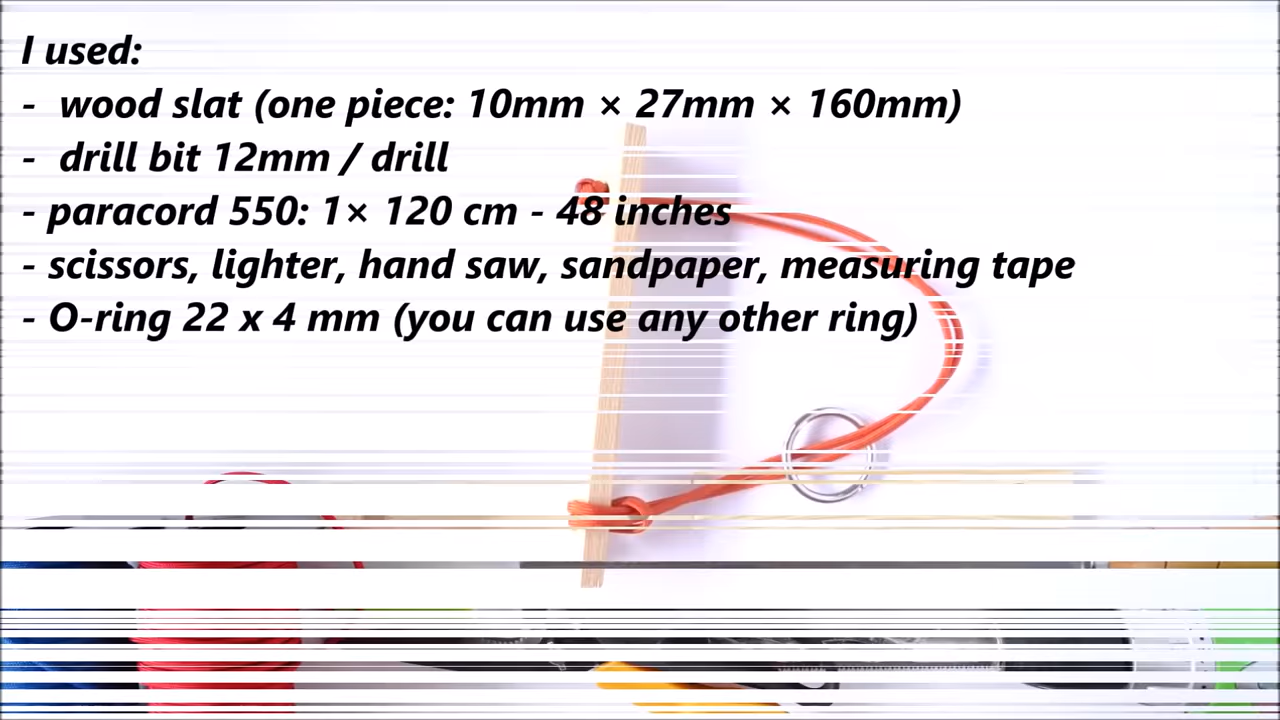 I used:
- wood slat (one piece: 10mm × 27mm × 160mm)
- drill bit 12mm / drill
- paracord 550: 1× 120 cm - 48 inches
- scissors, lighter, hand saw, sandpaper, measuring tape
- O-ring 22 x 4 mm (you can use any other ring)